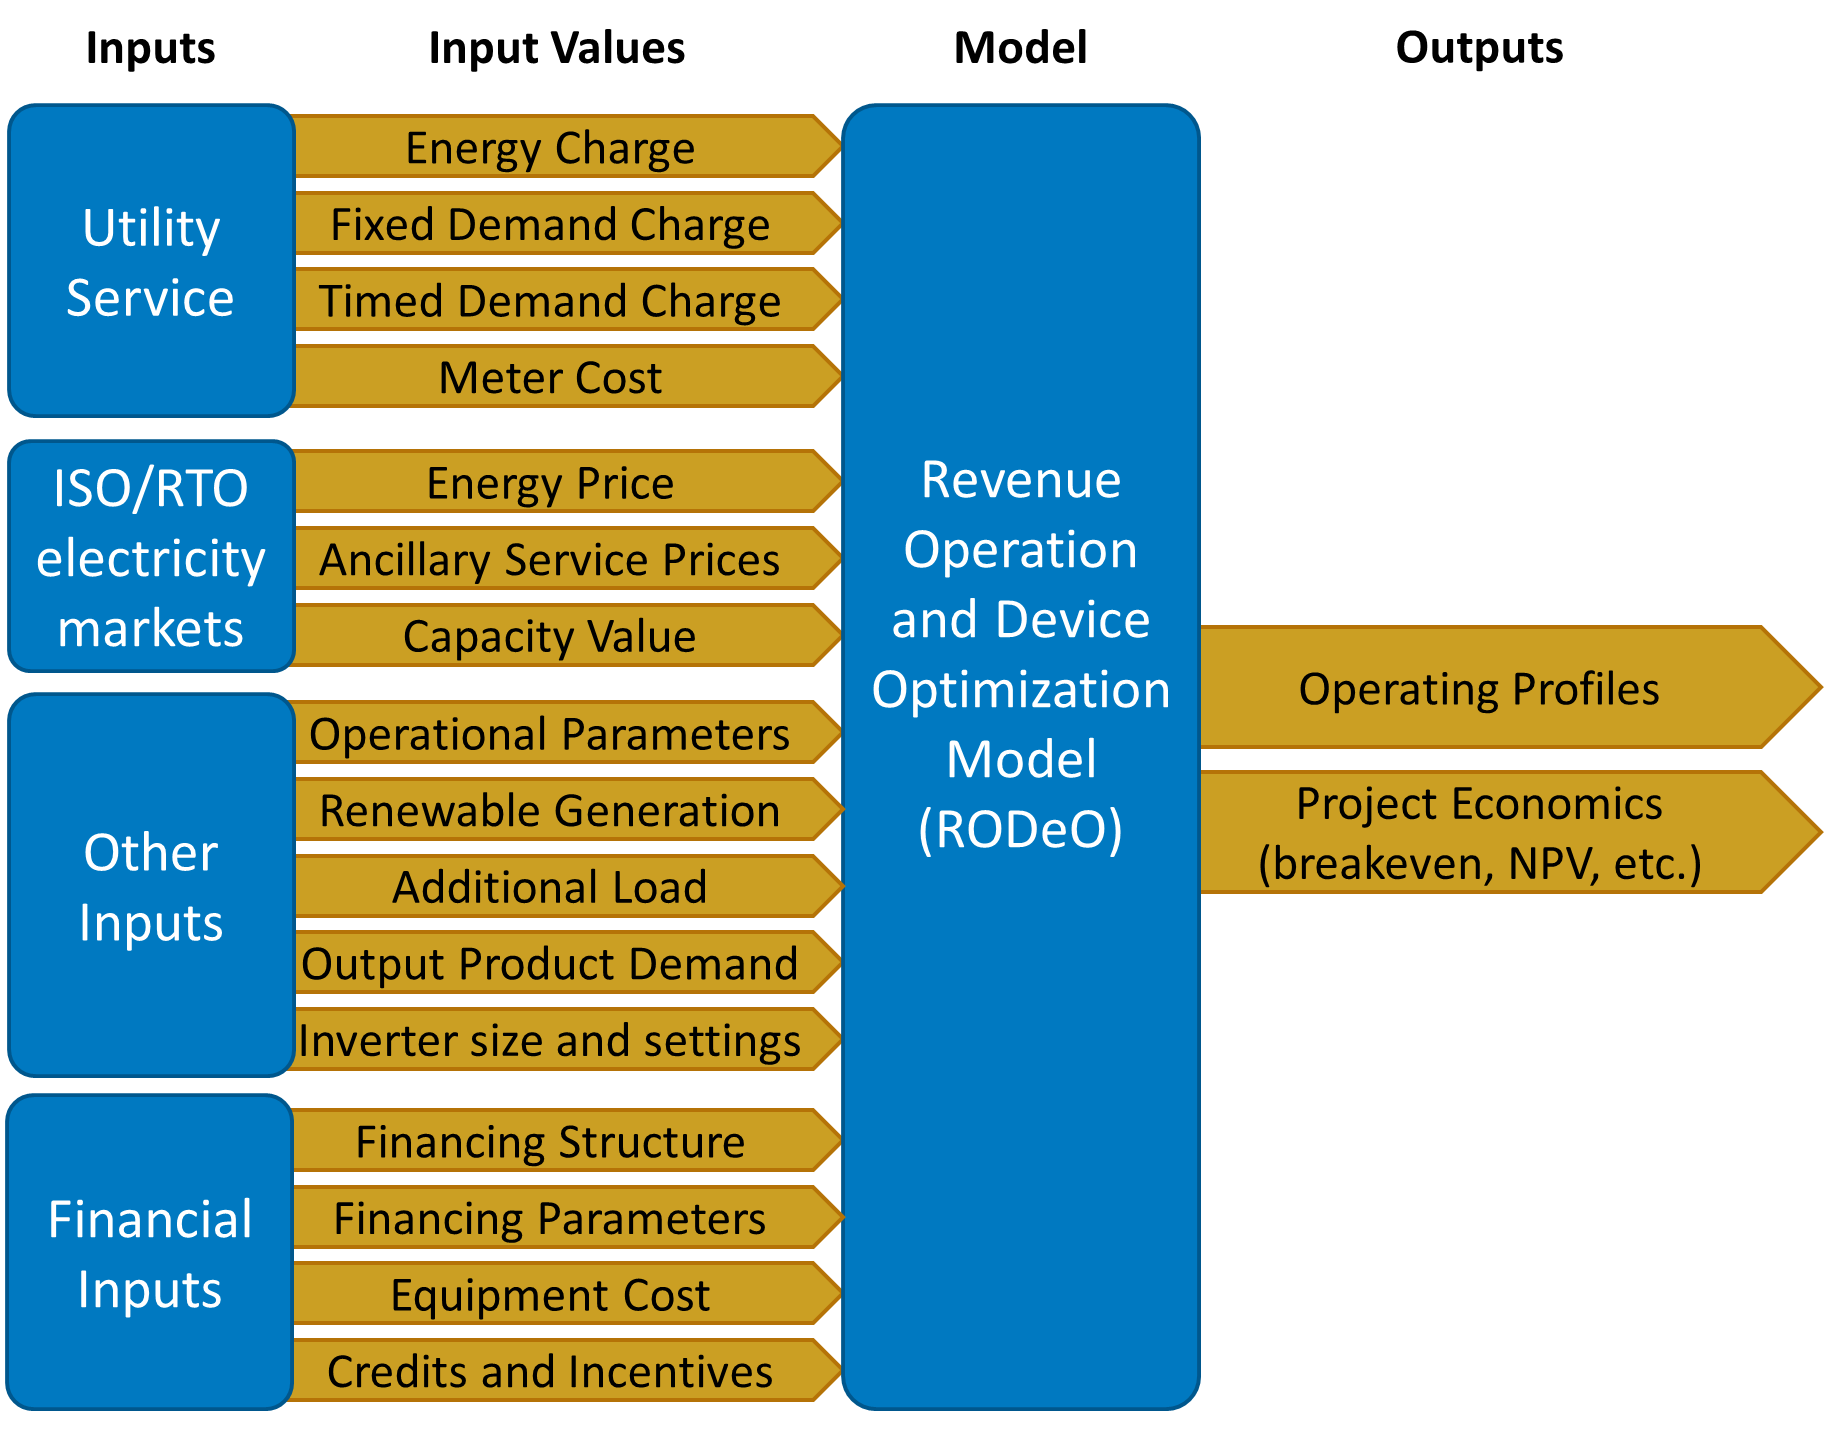 Inputs
Input Values
Model
Outputs
Utility
Service
Energy Charge
Fixed Demand Charge
Timed Demand Charge
Meter Cost
ISO/RTO
electricity
markets
Energy Price
Ancillary Service Prices
Capacity Value
Other
Inputs
Operational Parameters
Renewable Generation
Additional Load
Output Product Demand
Inverter size and settings
Financial
Inputs
Financing Structure
Financing Parameters
Equipment Cost
Credits and Incentives
Revenue
Operation
and Device
Optimization
Model
(RODeO)
Operating Profiles
Project Economics
(breakeven, NPV, etc.)